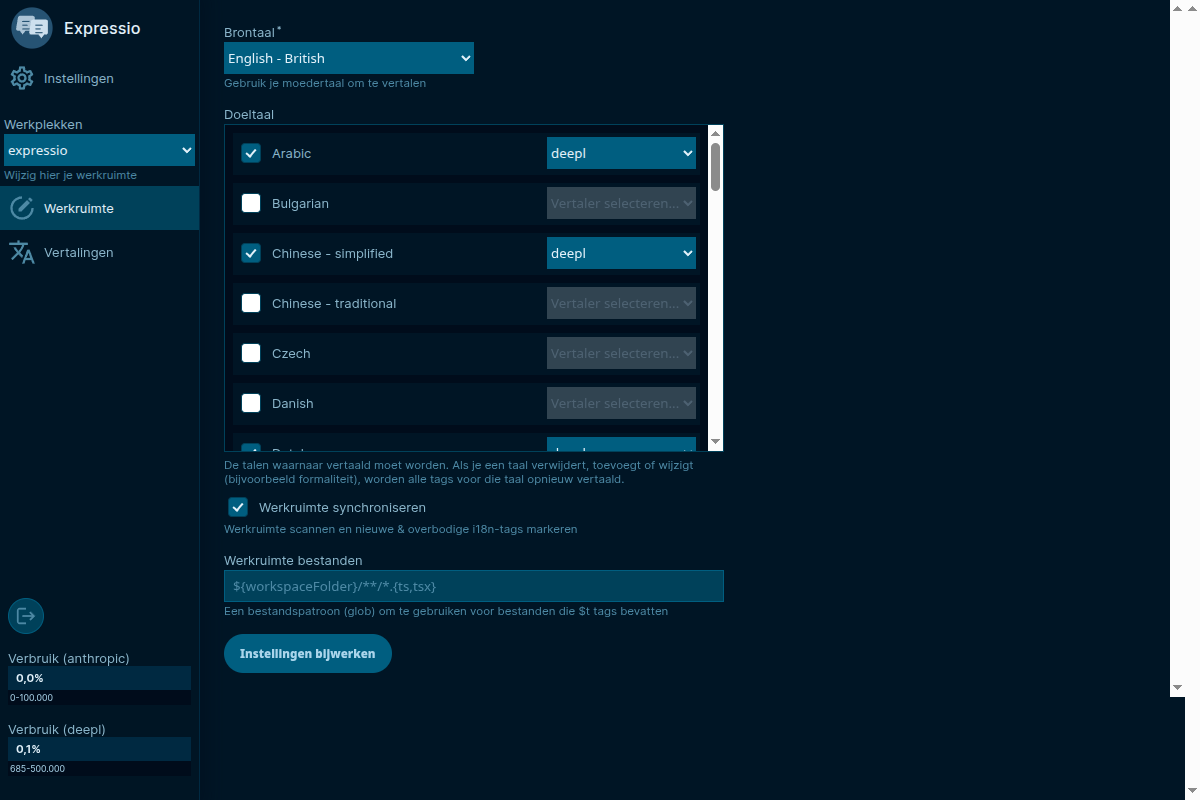 Expressio
Instellingen
Werkplekken
expressio
Wijzig hier je werkruimte
Werkruimte
Vertalingen
Verbruik (anthropic)
0,0%
0-100.000
Verbruik (deepl)
0,1%
685-500.000
Brontaal*
English - British
Gebruik je moedertaal om te vertalen
Doeltaal
Arabic deepl
Bulgarian Vertaler selecteren...
Chinese - simplified deepl
Chinese - traditional Vertaler selecteren...
Czech Vertaler selecteren...
Danish Vertaler selecteren...
De talen waarnaar vertaald moet worden. Als je een taal verwijdert, toevoegt of wijzigt
(bijvoorbeeld formaliteit), worden alle tags voor die taal opnieuw vertaald.
Werkruimte synchroniseren
Werkruimte scannen en nieuwe & overbodige i18n-tags markeren
Werkruimte bestanden
${workspaceFolder}/**/*.{ts,tsx}
Een bestandspatroon (glob) om te gebruiken voor bestanden die $t tags bevatten
Instellingen bijwerken